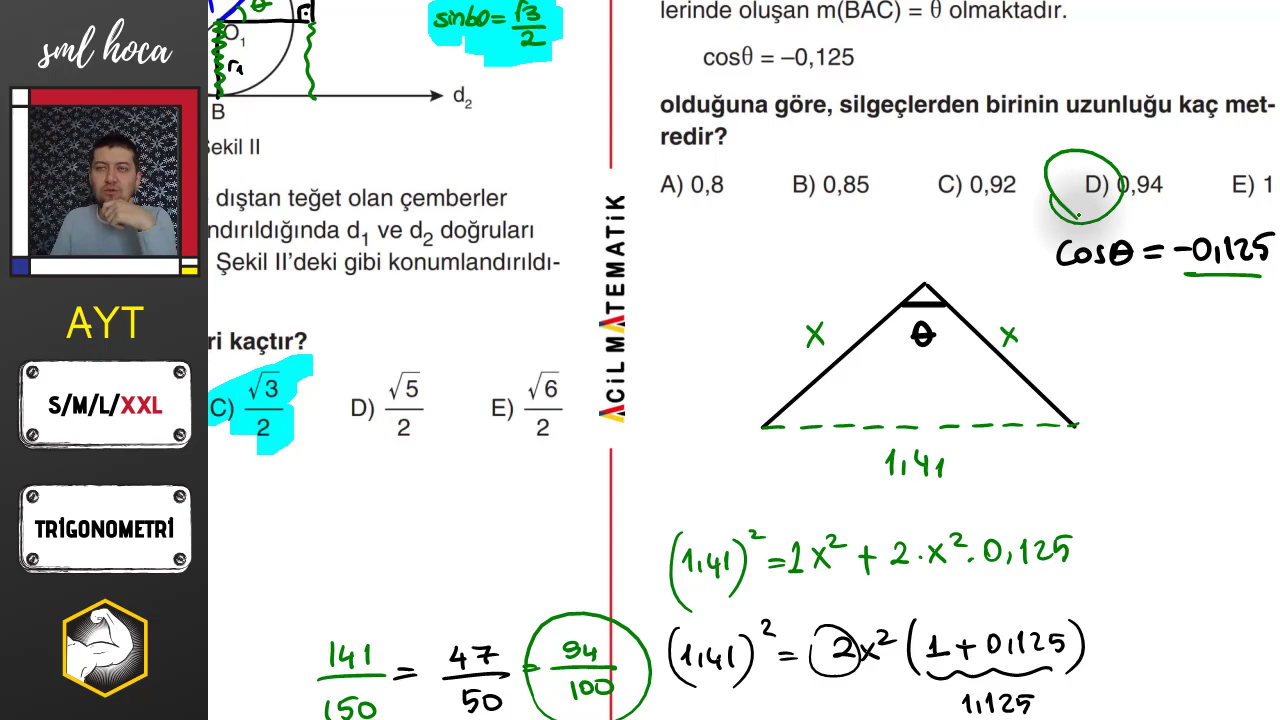 sml hoca
AYT
S/M/L/XXL
TRİGONOMETRİ
θ
sin60 = √3/2
O₁
r₁
B
d₂
Şekil II
dıştan teğet olan çemberler
ndırıldığında d₁ ve d₂ doğruları
Şekil II'deki gibi konumlandırıldı-
ri kaçtır?
C) √3/2 D) √5/2 E) √6/2
141/150 = 47/50 = 94/100
ACİL MATEMATİK
lerinde oluşan m(BAC) = θ olmaktadır.
cosθ = –0,125
olduğuna göre, silgeçlerden birinin uzunluğu kaç met-
redir?
A) 0,8 B) 0,85 C) 0,92 D) 0,94 E) 1
cosθ = -0,125
x θ x
1,41
(1,41)² = 2x² + 2·x²·0,125
(1,41)² = 2x² (1 + 0,125)
1,125